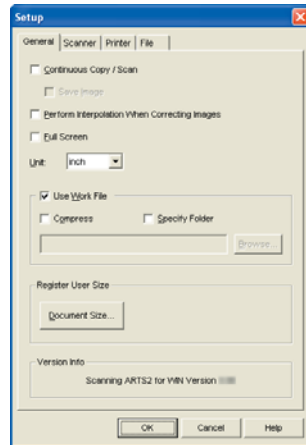 Setup
General Scanner Printer File
Continuous Copy / Scan
Save Image
Perform Interpolation When Correcting Images
Full Screen
Unit: inch
Use Work File
Compress Specify Folder
Browse...
Register User Size
Document Size...
Version Info
Scanning ARTS2 for WIN Version
OK Cancel Help